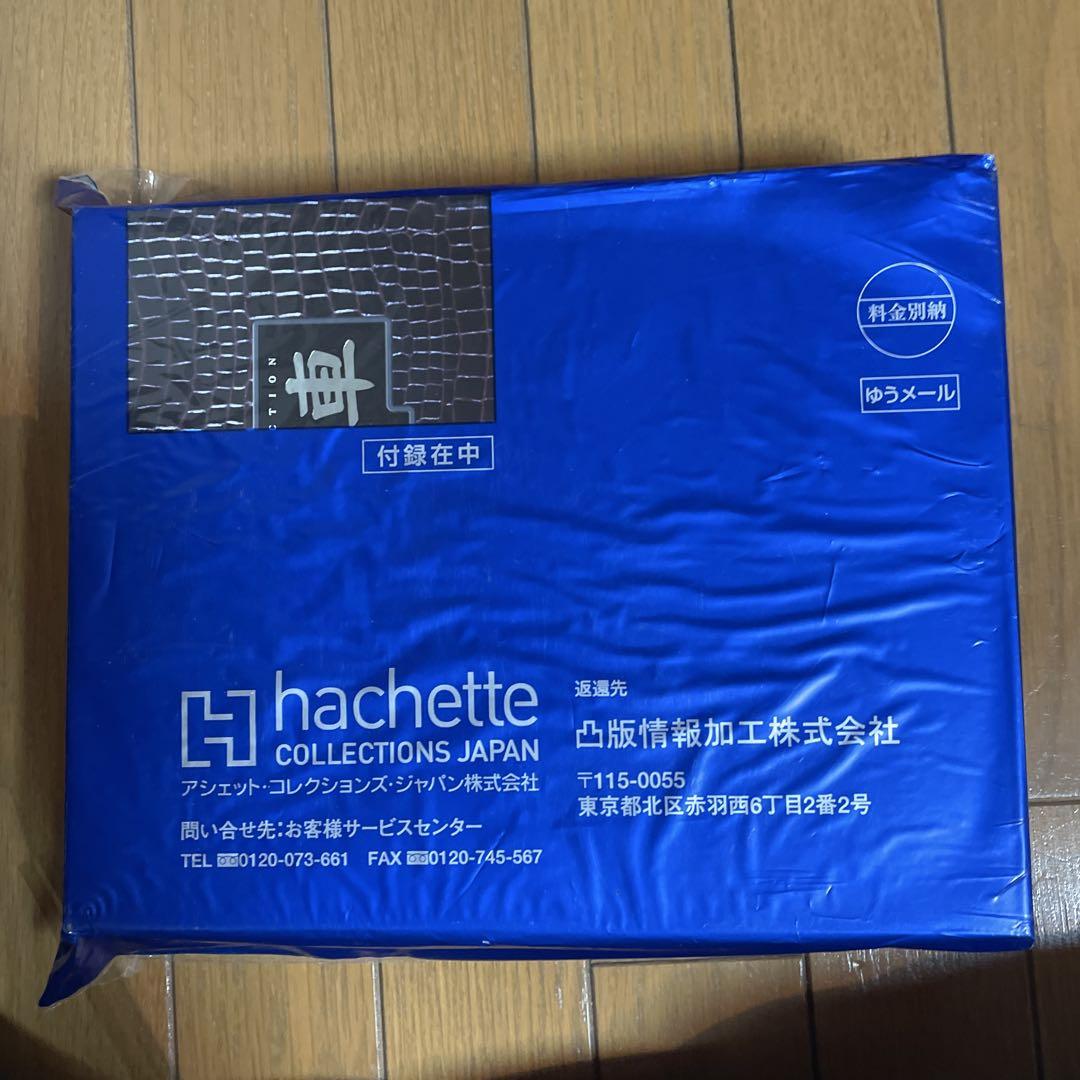 車
CTION
C
付録在中
料金別納
ゆうメール
hachette
COLLECTIONS JAPAN
アシェット・コレクションズ・ジャパン株式会社
問い合せ先:お客様サービスセンター
TEL 0120-073-661 FAX 0120-745-567
返還先
凸版情報加工株式会社
〒115-0055
東京都北区赤羽西6丁目2番2号